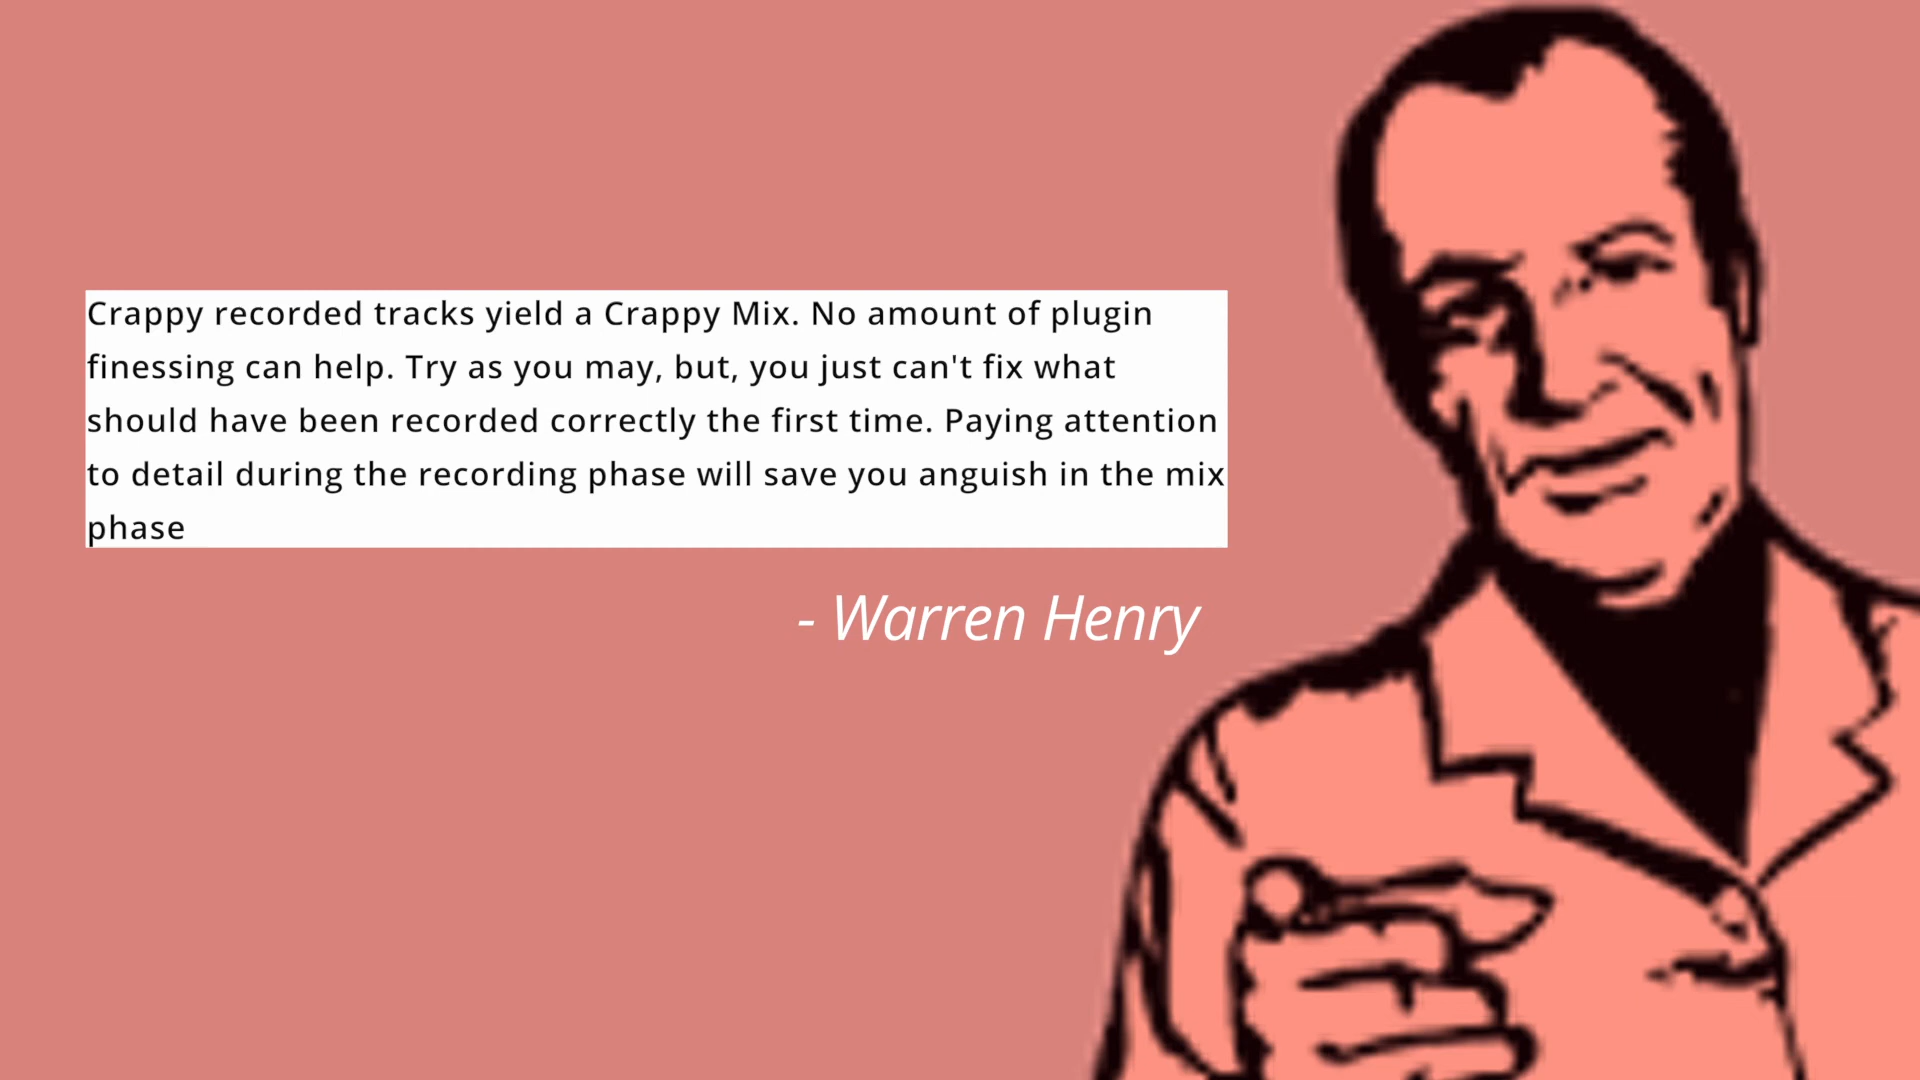 Crappy recorded tracks yield a Crappy Mix. No amount of plugin
finessing can help. Try as you may, but, you just can't fix what
should have been recorded correctly the first time. Paying attention
to detail during the recording phase will save you anguish in the mix
phase
- Warren Henry